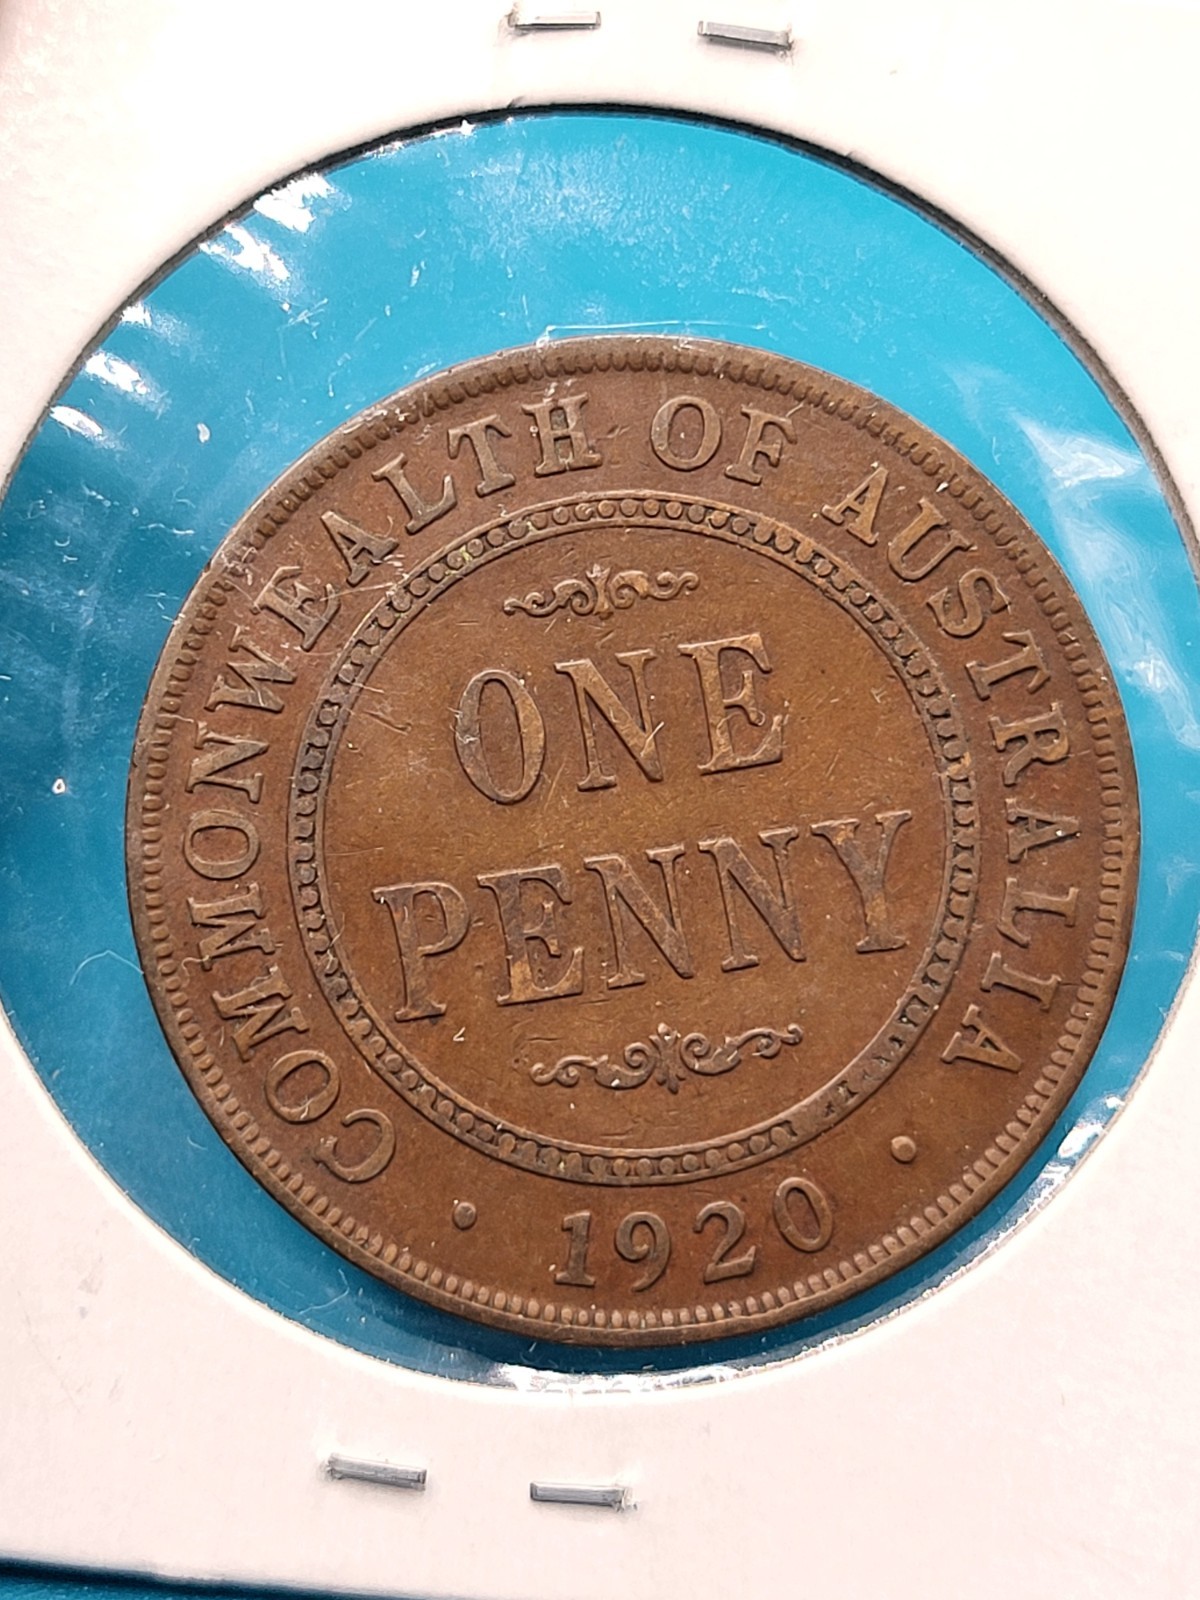 COMMONWEALTH OF AUSTRALIA
ONE
PENNY
· 1920 ·